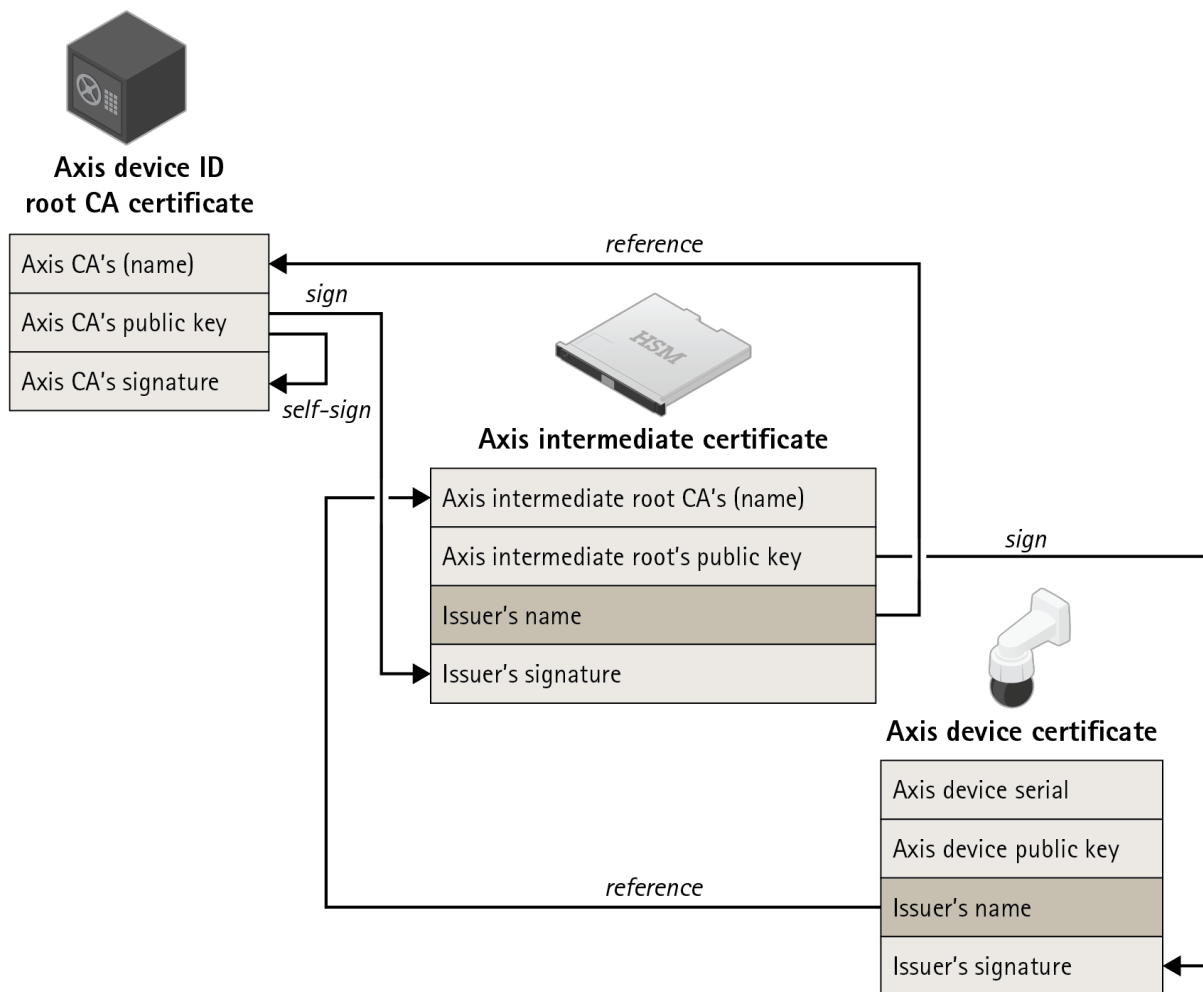 Axis device ID
root CA certificate
Axis CA's (name)
Axis CA's public key
Axis CA's signature
reference
sign
self-sign
HSM
Axis intermediate certificate
Axis intermediate root CA's (name)
Axis intermediate root's public key
Issuer's name
Issuer's signature
sign
Axis device certificate
Axis device serial
Axis device public key
Issuer's name
Issuer's signature
reference